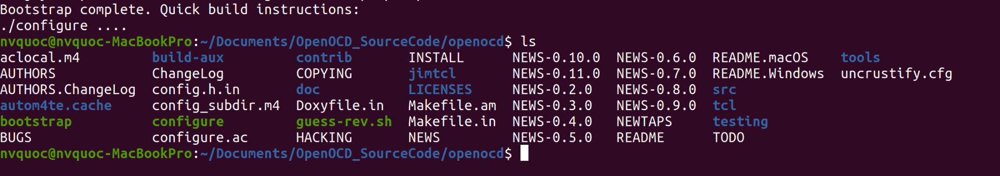 Bootstrap complete. Quick build instructions:
./configure ....
nvquoc@nvquoc-MacBookPro:~/Documents/OpenOCD_SourceCode/openocd$ ls
aclocal.m4 build-aux contrib INSTALL NEWS-0.10.0 NEWS-0.6.0 README.macOS tools
AUTHORS ChangeLog COPYING jimtcl NEWS-0.11.0 NEWS-0.7.0 README.Windows uncrustify.cfg
AUTHORS.ChangeLog config.h.in doc LICENSES NEWS-0.2.0 NEWS-0.8.0 src
autom4te.cache config_subdir.m4 Doxyfile.in Makefile.am NEWS-0.3.0 NEWS-0.9.0 tcl
bootstrap configure guess-rev.sh Makefile.in NEWS-0.4.0 NEWTAPS testing
BUGS configure.ac HACKING NEWS NEWS-0.5.0 README TODO
nvquoc@nvquoc-MacBookPro:~/Documents/OpenOCD_SourceCode/openocd$